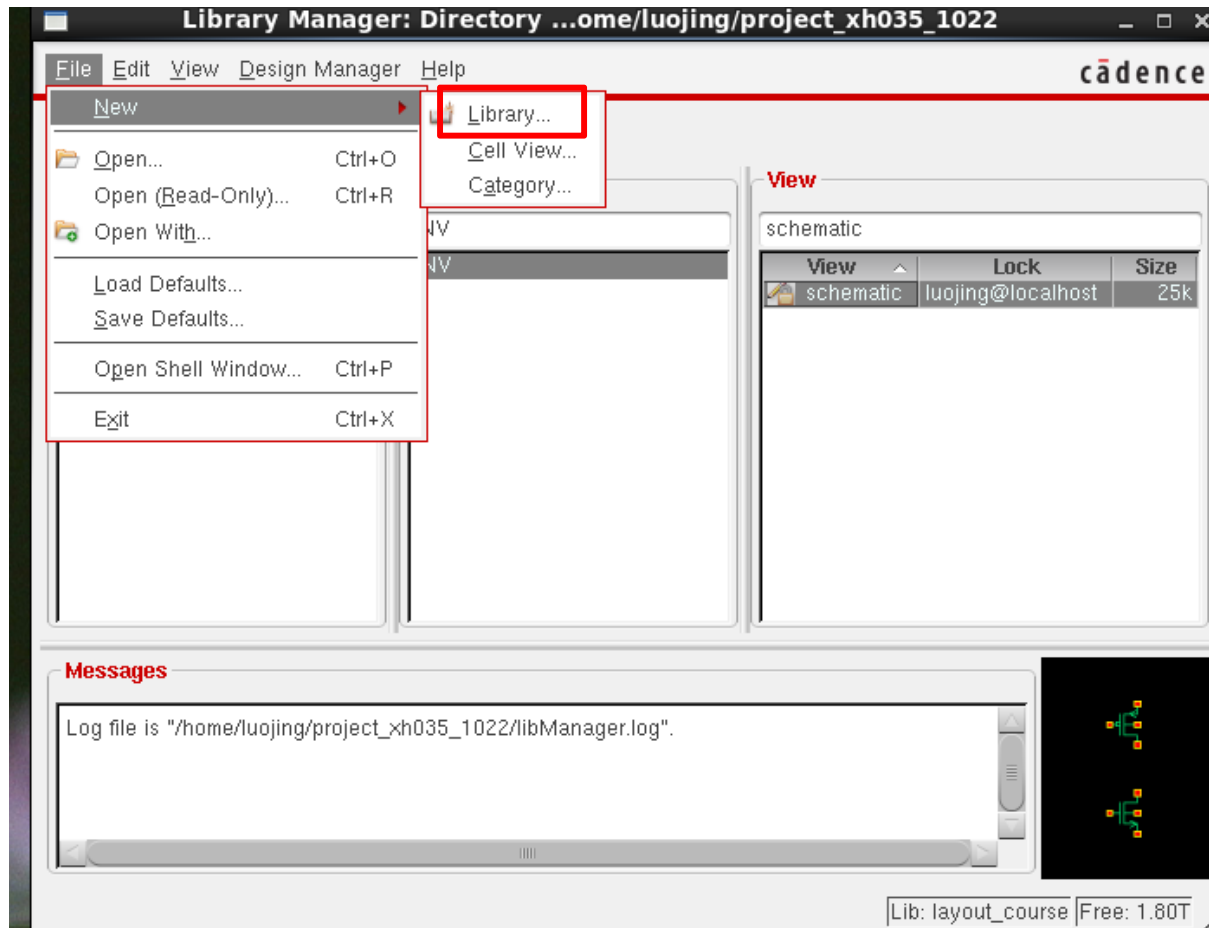 Library Manager: Directory ...ome/luojing/project_xh035_1022
File Edit View Design Manager Help
cādence
New
Library...
Cell View...
Category...
Open... Ctrl+O
Open (Read-Only)... Ctrl+R
Open With...
Load Defaults...
Save Defaults...
Open Shell Window... Ctrl+P
Exit Ctrl+X
View
schematic
View Lock Size
schematic luojing@localhost 25k
Messages
Log file is "/home/luojing/project_xh035_1022/libManager.log".
Lib: layout_course Free: 1.80T